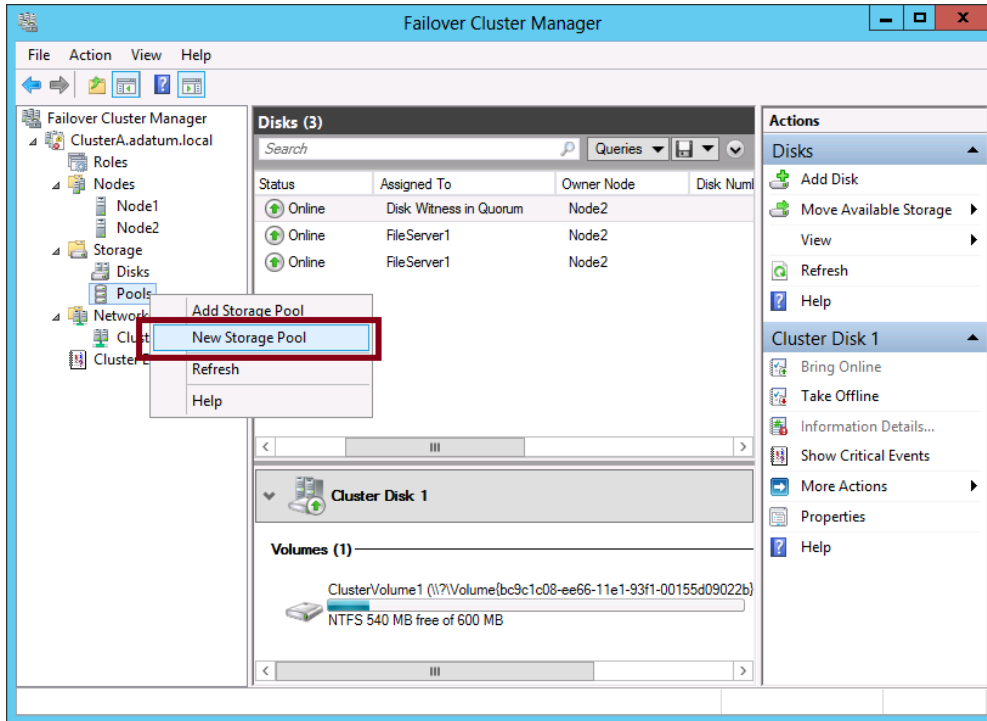 Failover Cluster Manager
File Action View Help
Failover Cluster Manager
ClusterA.adatum.local
Roles
Nodes
Node1
Node2
Storage
Disks
Pools
Network
Clust
Cluster E
Add Storage Pool
New Storage Pool
Refresh
Help
Disks (3)
Search
Queries
Status Assigned To Owner Node Disk Numl
Online Disk Witness in Quorum Node2
Online FileServer1 Node2
Online FileServer1 Node2
Cluster Disk 1
Volumes (1)
ClusterVolume1 (\\?\Volume{bc9c1c08-ee66-11e1-93f1-00155d09022b}
NTFS 540 MB free of 600 MB
Actions
Disks
Add Disk
Move Available Storage
View
Refresh
Help
Cluster Disk 1
Bring Online
Take Offline
Information Details...
Show Critical Events
More Actions
Properties
Help